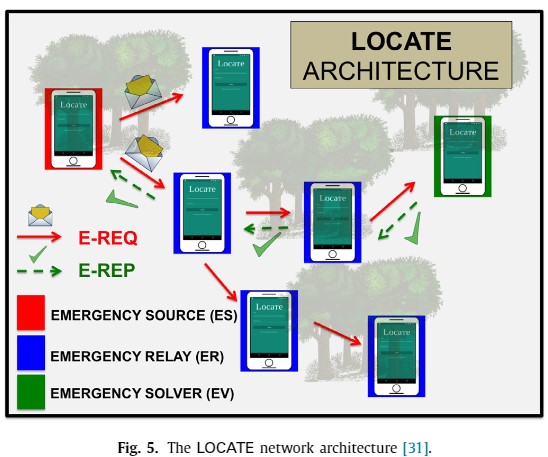 LOCATE
ARCHITECTURE
Locate
Locate
Locate
Locate
Locate
Locate
Locate
E-REQ
E-REP
EMERGENCY SOURCE (ES)
EMERGENCY RELAY (ER)
EMERGENCY SOLVER (EV)
Fig. 5. The LOCATE network architecture [31].